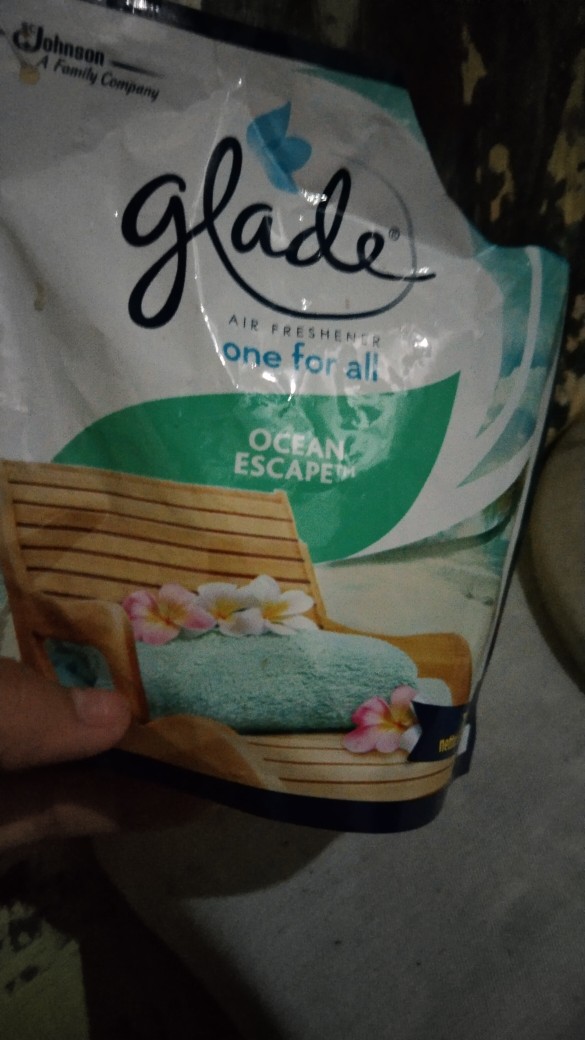 SC Johnson
A Family Company
glade®
AIR FRESHENER
one for all
OCEAN
ESCAPE™